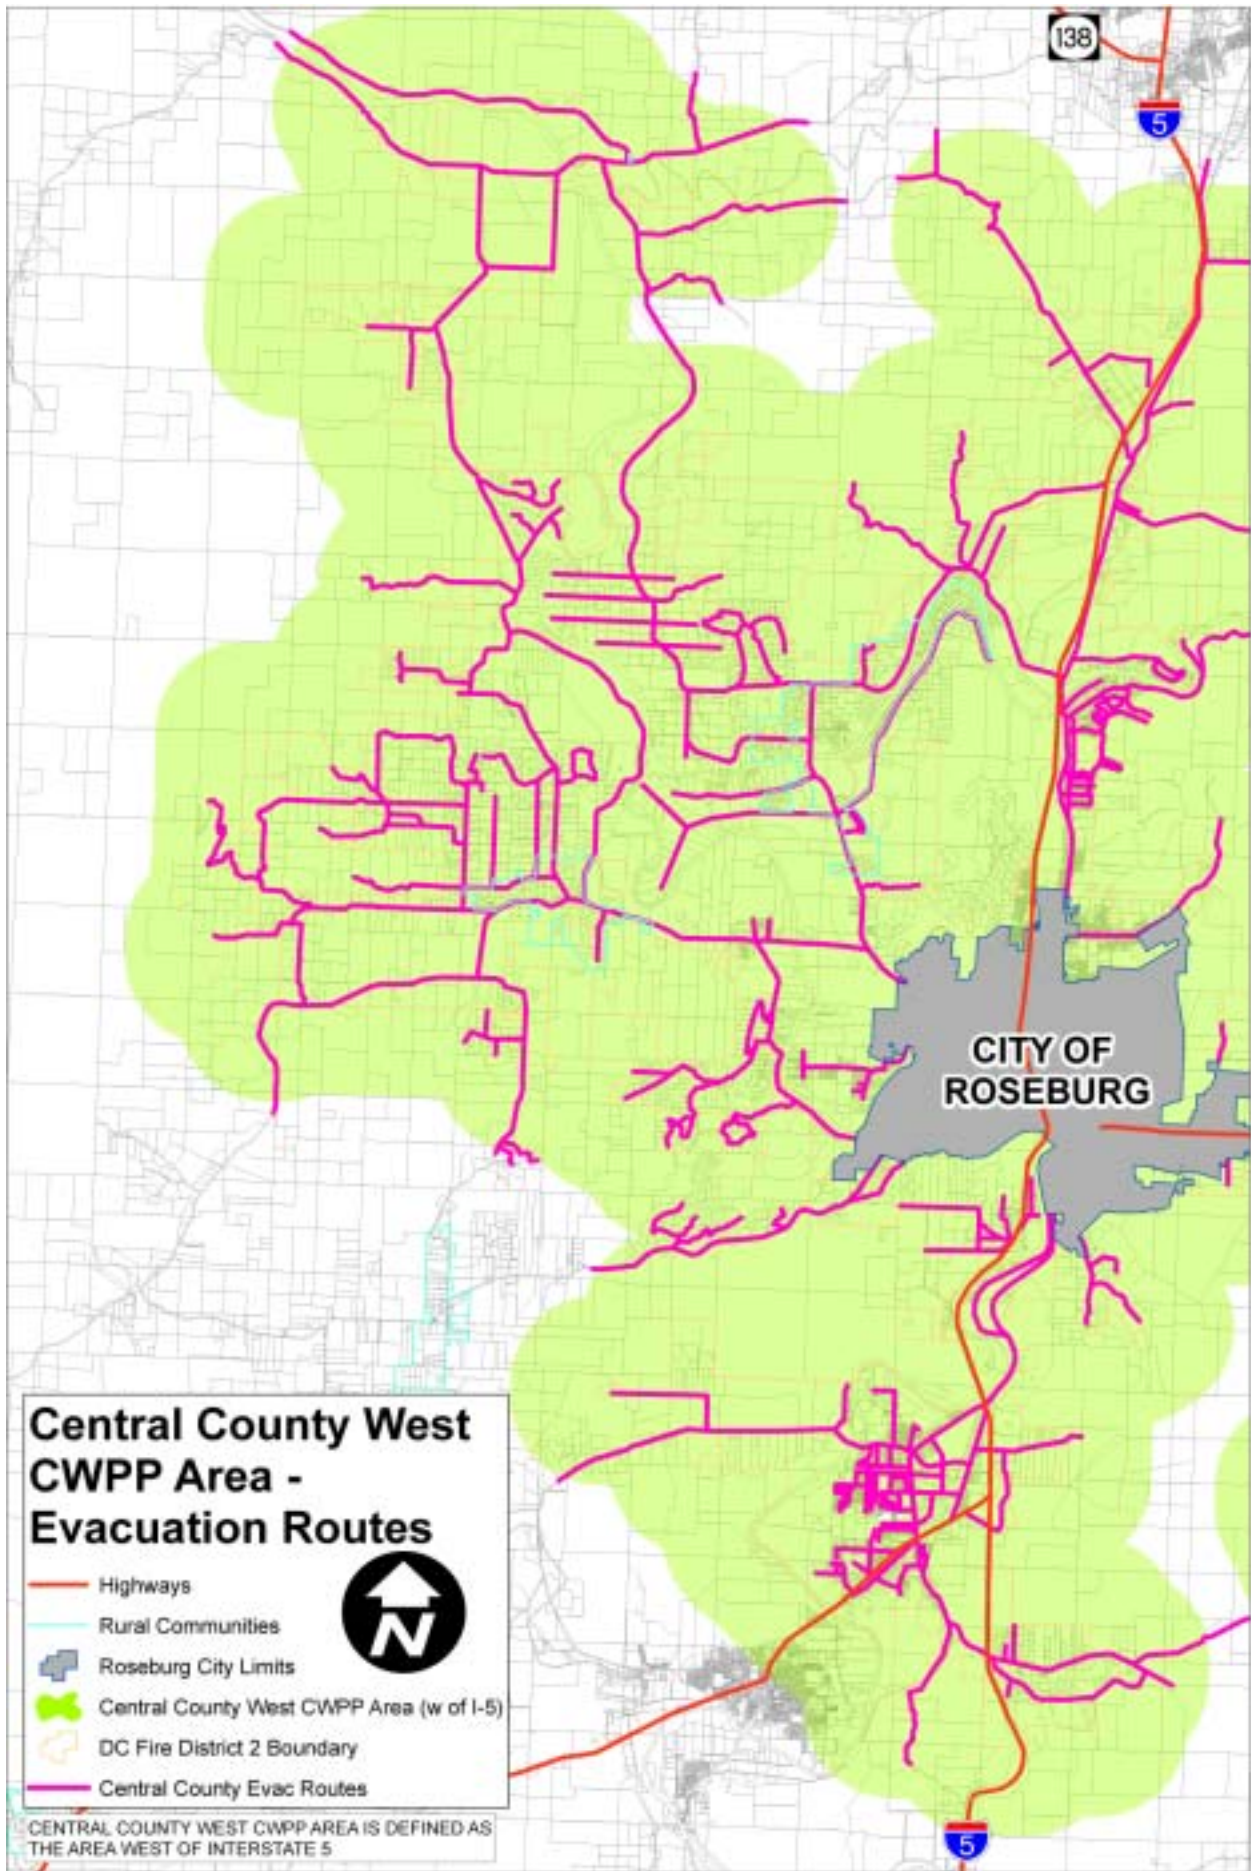 138
5
CITY OF
ROSEBURG
Central County West
CWPP Area -
Evacuation Routes
Highways
Rural Communities
Roseburg City Limits
Central County West CWPP Area (w of I-5)
DC Fire District 2 Boundary
Central County Evac Routes
N
CENTRAL COUNTY WEST CWPP AREA IS DEFINED AS
THE AREA WEST OF INTERSTATE 5
5